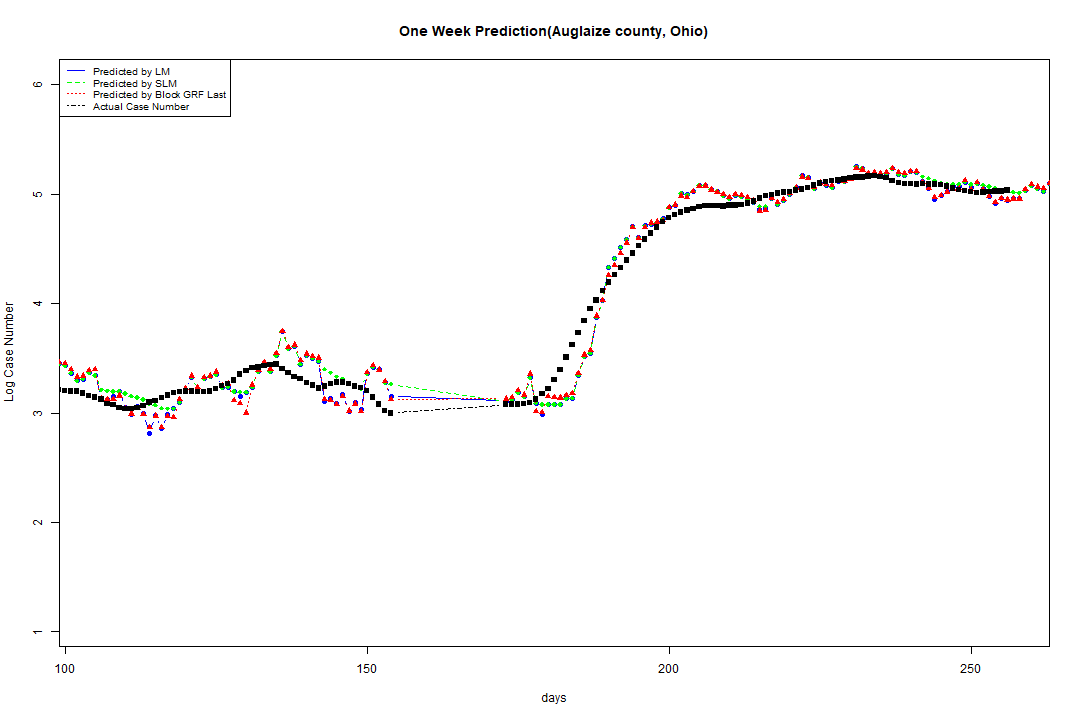 One Week Prediction(Auglaize county, Ohio)
Predicted by LM
Predicted by SLM
Predicted by Block GRF Last
Actual Case Number
6
5
4
3
2
1
Log Case Number
100 150 200 250
days